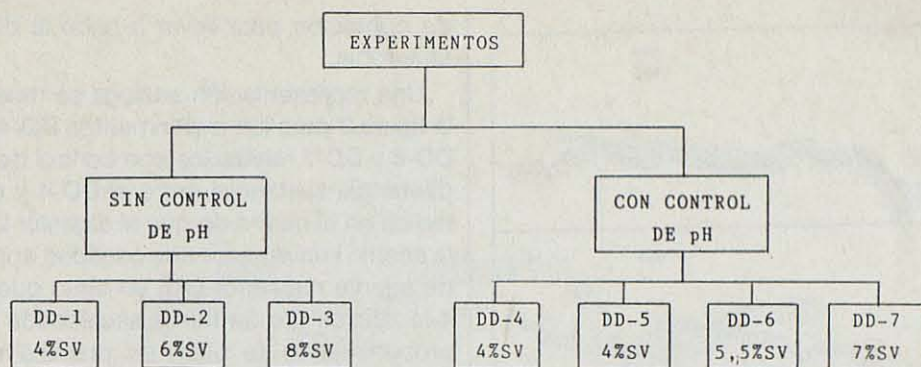 EXPERIMENTOS
SIN CONTROL
DE pH
CON CONTROL
DE pH
DD-1
4%SV
DD-2
6%SV
DD-3
8%SV
DD-4
4%SV
DD-5
4%SV
DD-6
5,5%SV
DD-7
7%SV